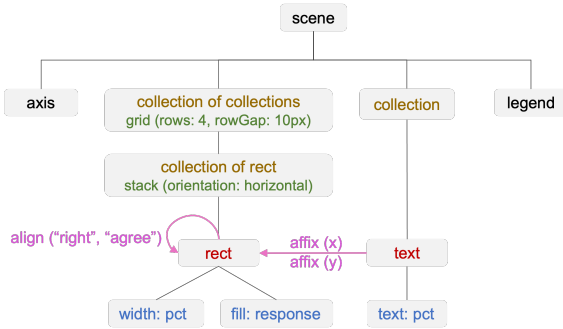 scene
axis
collection of collections
grid (rows: 4, rowGap: 10px)
collection
legend
collection of rect
stack (orientation: horizontal)
align (“right”, “agree”)
rect
affix (x)
affix (y)
text
width: pct
fill: response
text: pct